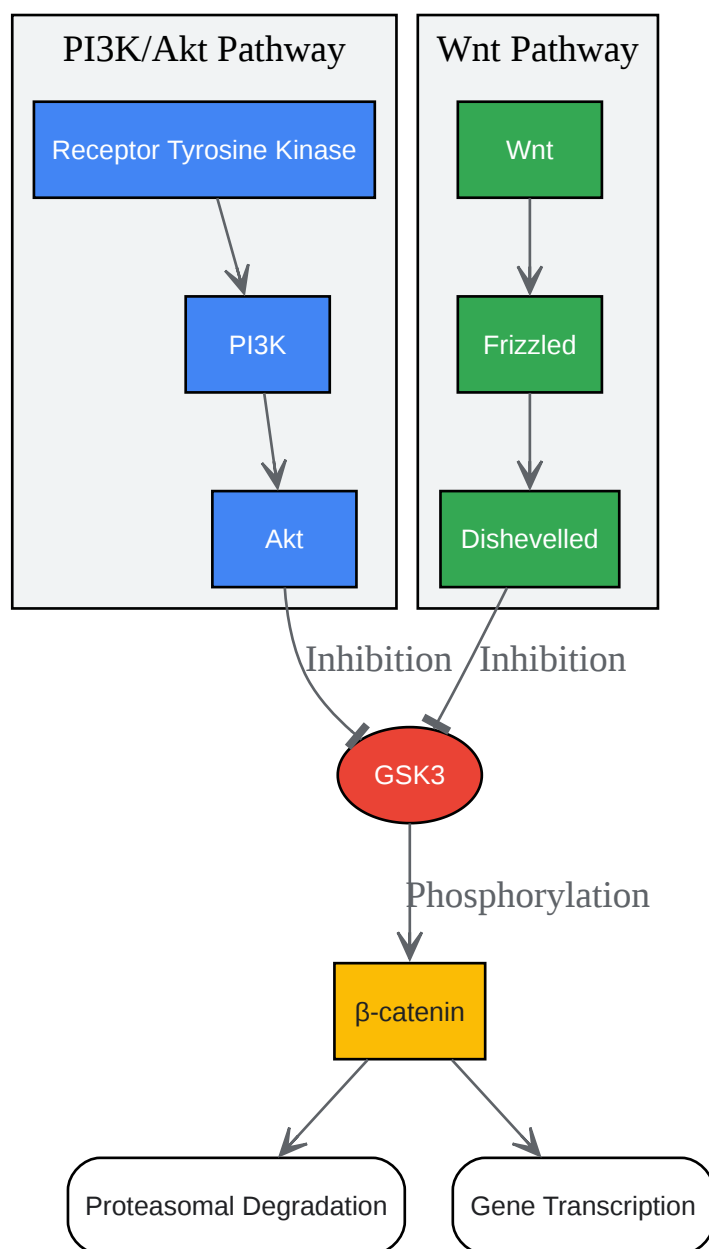 PI3K/Akt Pathway
Wnt Pathway
Receptor Tyrosine Kinase
Wnt
PI3K
Frizzled
Akt
Dishevelled
Inhibition
Inhibition
GSK3
Phosphorylation
β-catenin
Proteasomal Degradation
Gene Transcription